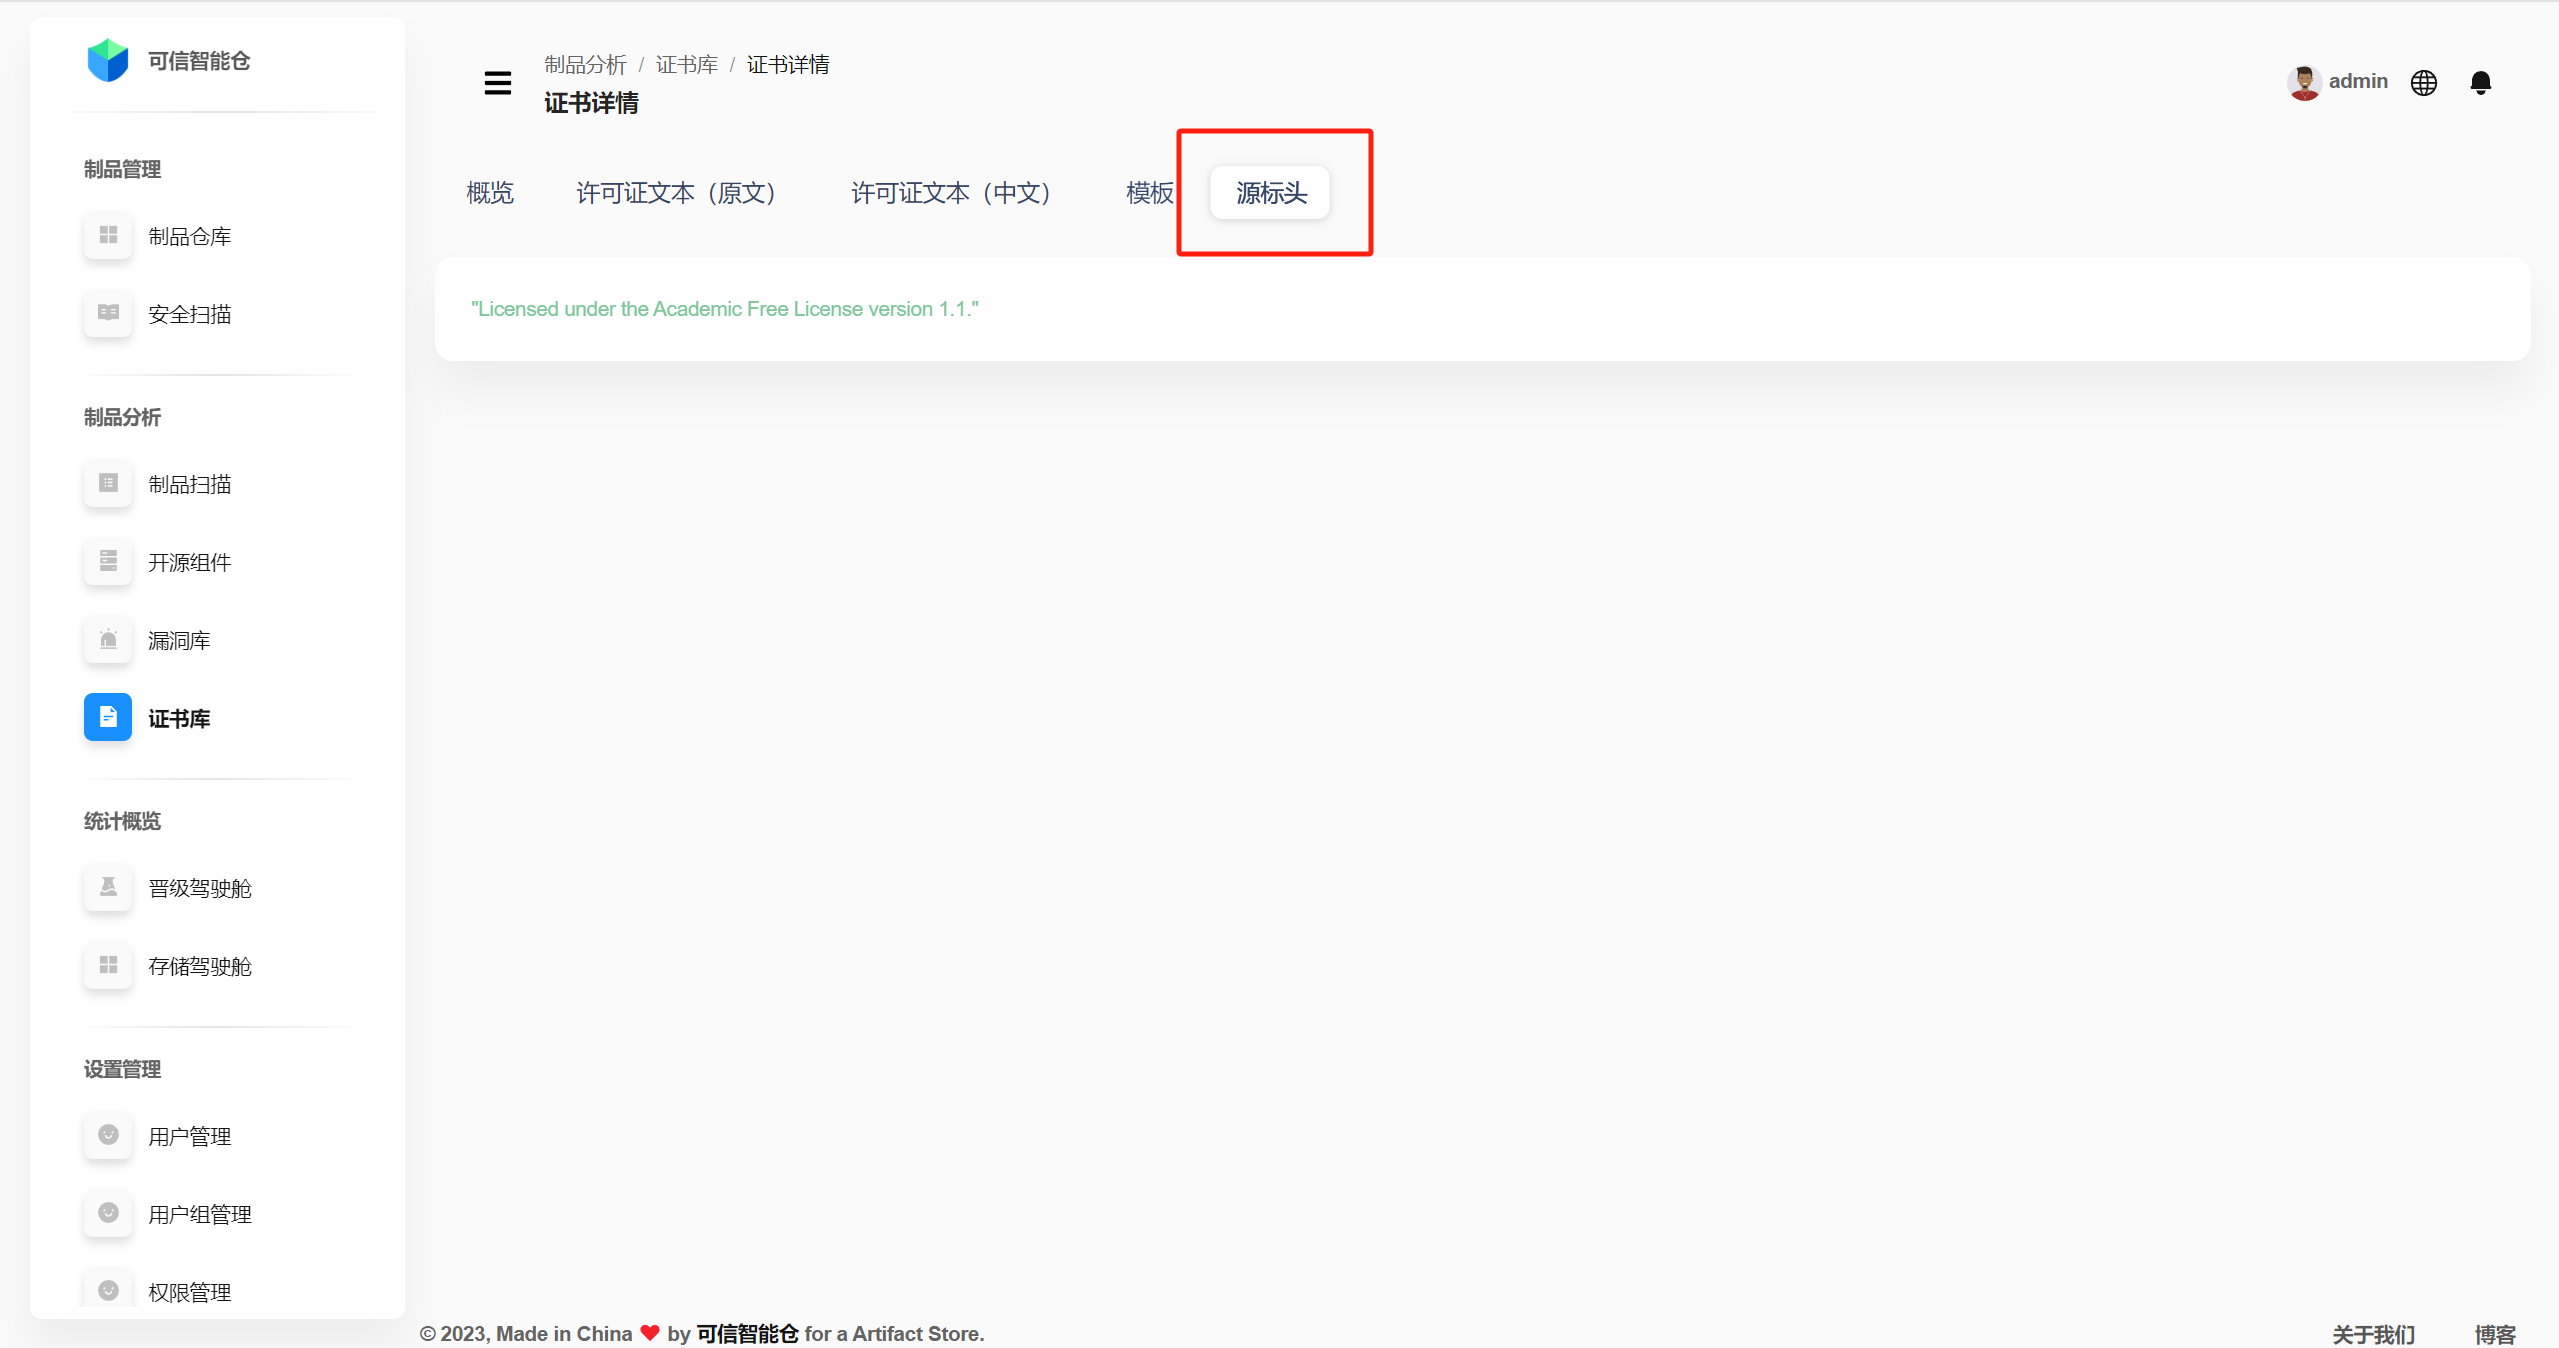 可信智能仓
制品管理
制品仓库
安全扫描
制品分析
制品扫描
开源组件
漏洞库
证书库
统计概览
晋级驾驶舱
存储驾驶舱
设置管理
用户管理
用户组管理
权限管理
制品分析 / 证书库 / 证书详情
证书详情
admin
概览 许可证文本（原文） 许可证文本（中文） 模板 源标头
"Licensed under the Academic Free License version 1.1."
© 2023, Made in China ❤ by 可信智能仓 for a Artifact Store.
关于我们 博客